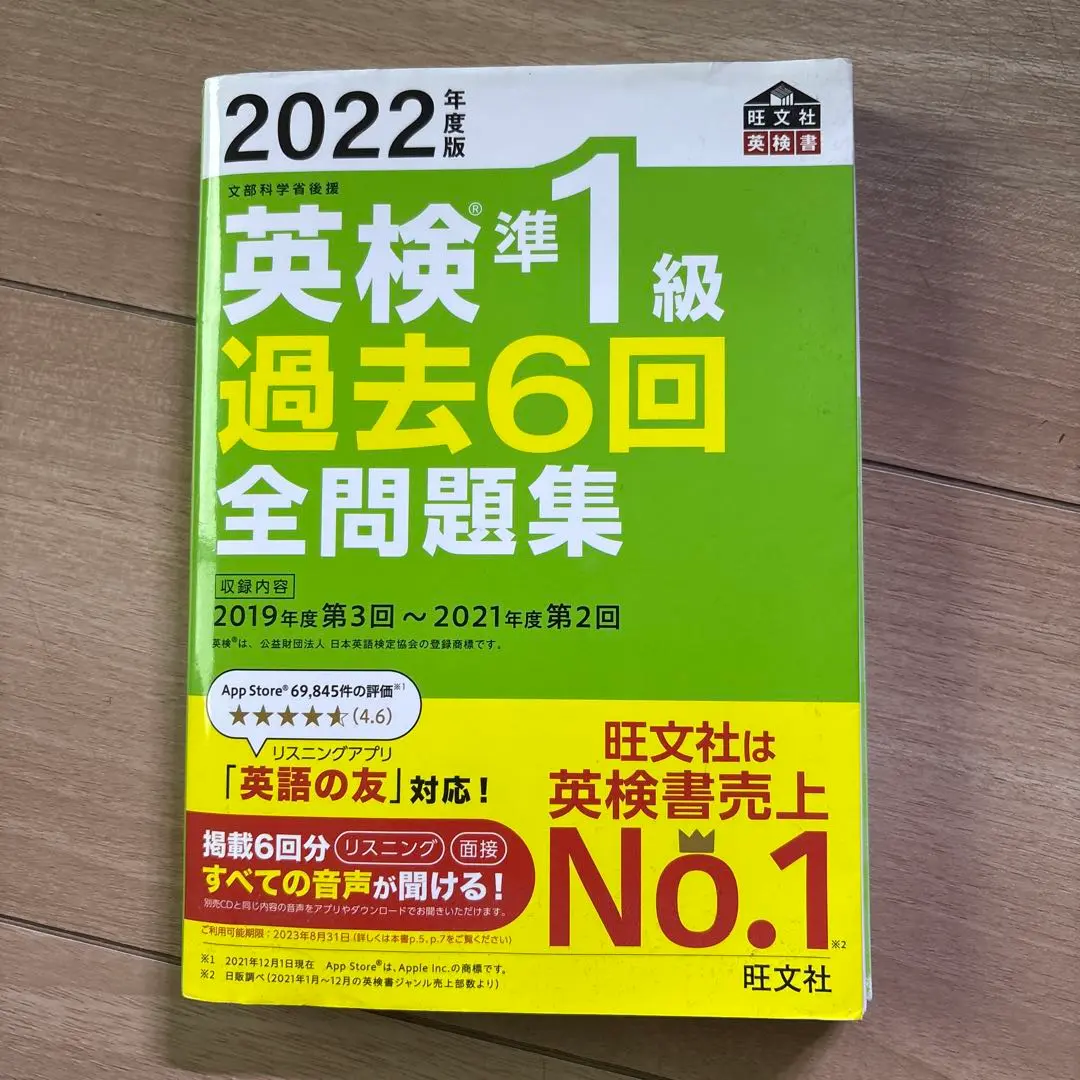 2022年度版
旺文社
英検書
文部科学省後援
英検®準1級
過去6回
全問題集
収録内容
2019年度第3回～2021年度第2回
英検®は、公益財団法人 日本英語検定協会の登録商標です。
App Store® 69,845件の評価※1
★★★★⯪(4.6)
リスニングアプリ
「英語の友」対応！
旺文社は
英検書売上
No.1※2
掲載6回分 リスニング 面接
すべての音声が聞ける！
別売CDと同じ内容の音声をアプリやダウンロードでお聞きいただけます。
ご利用可能期限：2023年8月31日（詳しくは本書p.5、p.7をご覧ください）
※1 2021年12月1日現在 App Store®は、Apple Inc.の商標です。
※2 日販調べ（2021年1月～12月の英検書ジャンル売上部数より）
旺文社